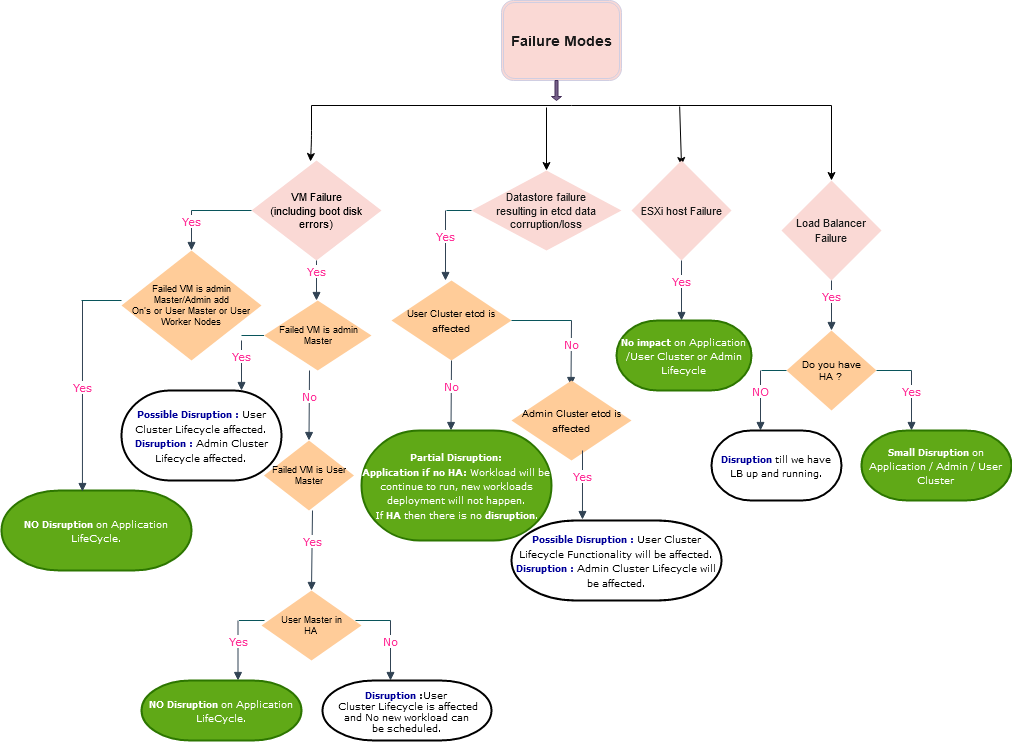 Failure Modes
VM Failure
(including boot disk
errors)
Datastore failure
resulting in etcd data
corruption/loss
ESXi host Failure
Load Balancer
Failure
Yes
Yes
Yes
Yes
Yes
Failed VM is admin
Master/Admin add
On's or User Master or User
Worker Nodes
Failed VM is admin
Master
User Cluster etcd is
affected
No impact on Application
/User Cluster or Admin
Lifecycle
Do you have
HA ?
Yes
Yes
No
No
No
NO
Yes
Possible Disruption : User
Cluster Lifecycle affected.
Disruption : Admin Cluster
Lifecycle affected.
Admin Cluster etcd is
affected
Failed VM is User
Master
Partial Disruption:
Application if no HA: Workload will be
continue to run, new workloads
deployment will not happen.
If HA then there is no disruption.
Yes
Disruption till we have
LB up and running.
Small Disruption on
Application / Admin / User
Cluster
NO Disruption on Application
LifeCycle.
Possible Disruption : User Cluster
Lifecycle Functionality will be affected.
Disruption : Admin Cluster Lifecycle will
be affected.
Yes
User Master in
HA
Yes
No
NO Disruption on Application
LifeCycle.
Disruption :User
Cluster Lifecycle is affected
and No new workload can
be scheduled.